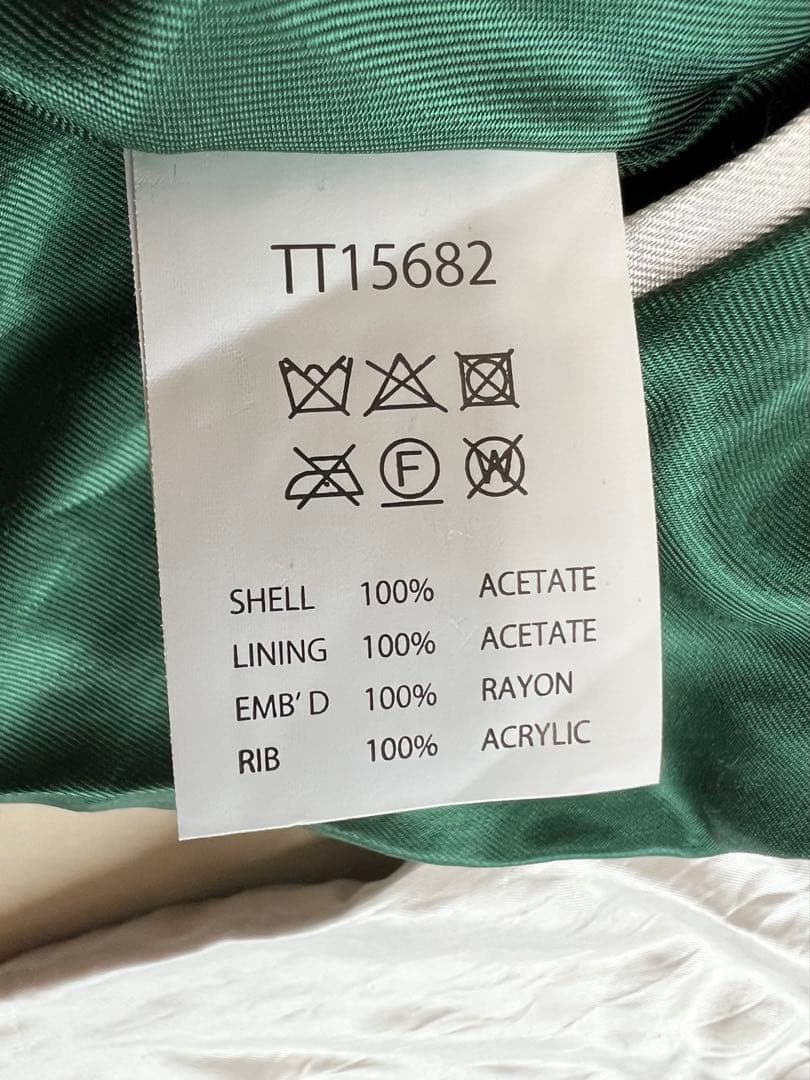 TT15682
F W
SHELL 100% ACETATE
LINING 100% ACETATE
EMB' D 100% RAYON
RIB 100% ACRYLIC